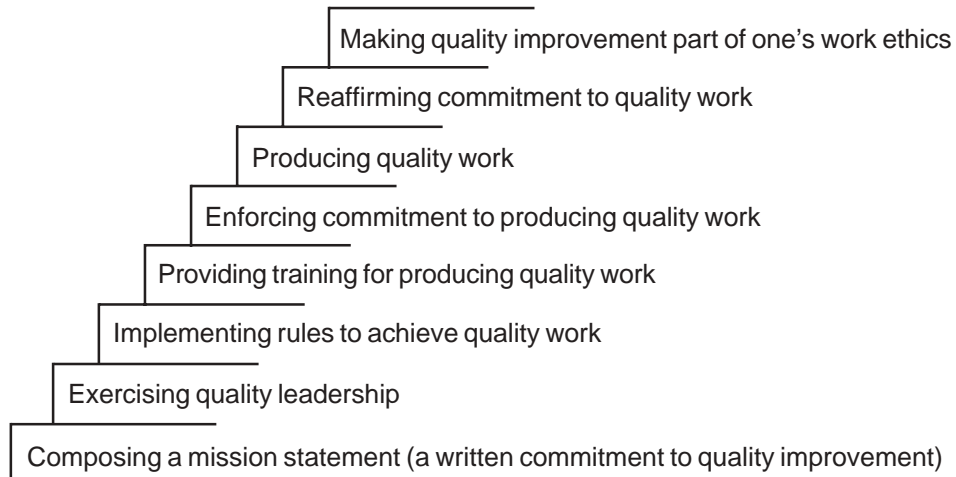 Making quality improvement part of one’s work ethics
Reaffirming commitment to quality work
Producing quality work
Enforcing commitment to producing quality work
Providing training for producing quality work
Implementing rules to achieve quality work
Exercising quality leadership
Composing a mission statement (a written commitment to quality improvement)